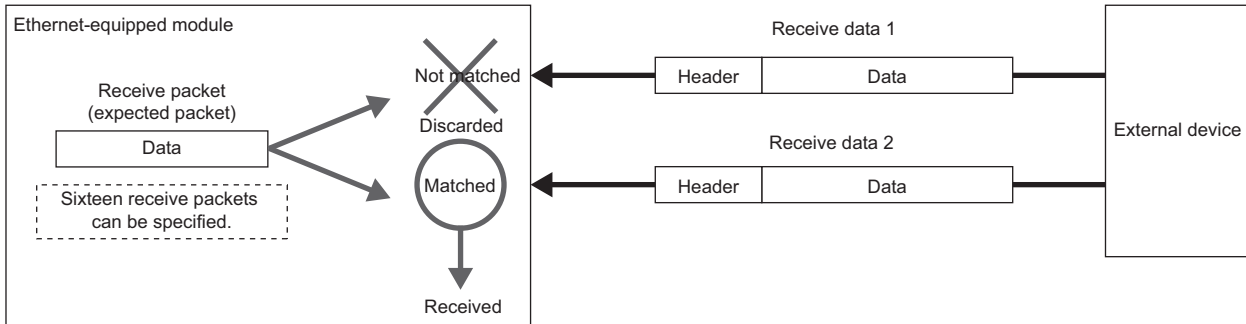 Ethernet-equipped module
Receive packet
(expected packet)
Data
Sixteen receive packets
can be specified.
Not matched
Discarded
Matched
Received
Receive data 1
Header
Data
Receive data 2
Header
Data
External device